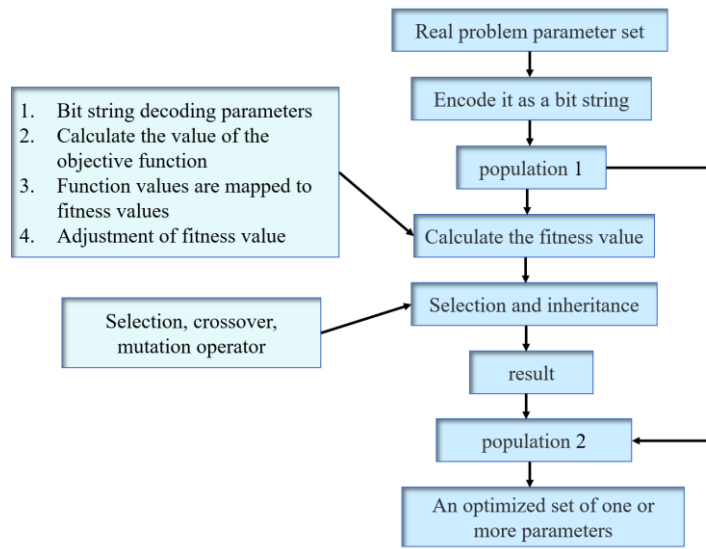 Real problem parameter set
Encode it as a bit string
1. Bit string decoding parameters
2. Calculate the value of the
objective function
3. Function values are mapped to
fitness values
4. Adjustment of fitness value
population 1
Calculate the fitness value
Selection and inheritance
Selection, crossover,
mutation operator
result
population 2
An optimized set of one or
more parameters